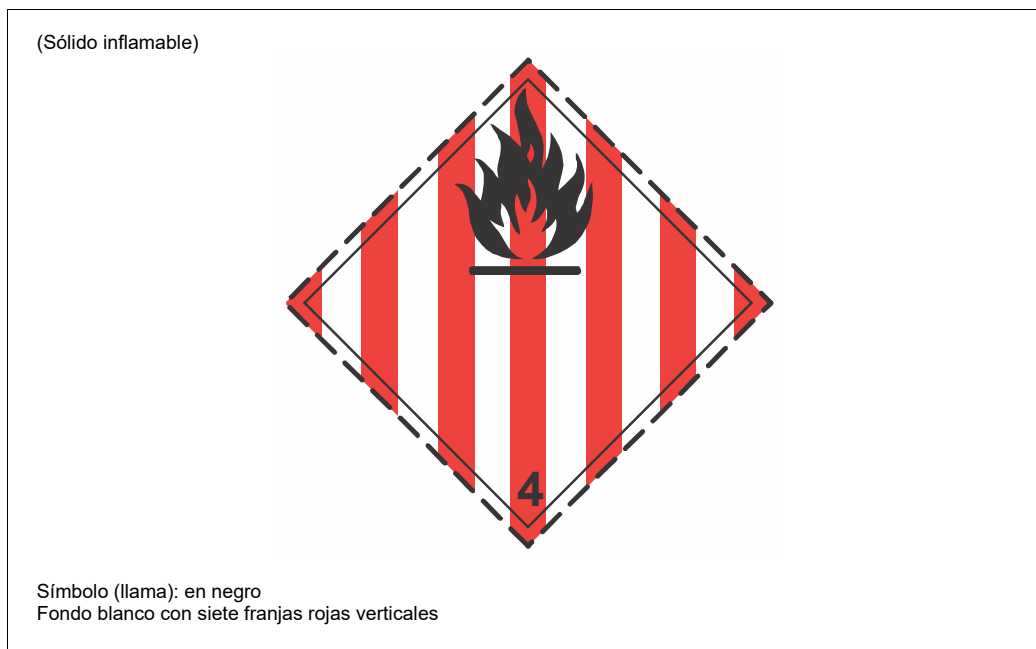 (Sólido inflamable)
4
Símbolo (llama): en negro
Fondo blanco con siete franjas rojas verticales